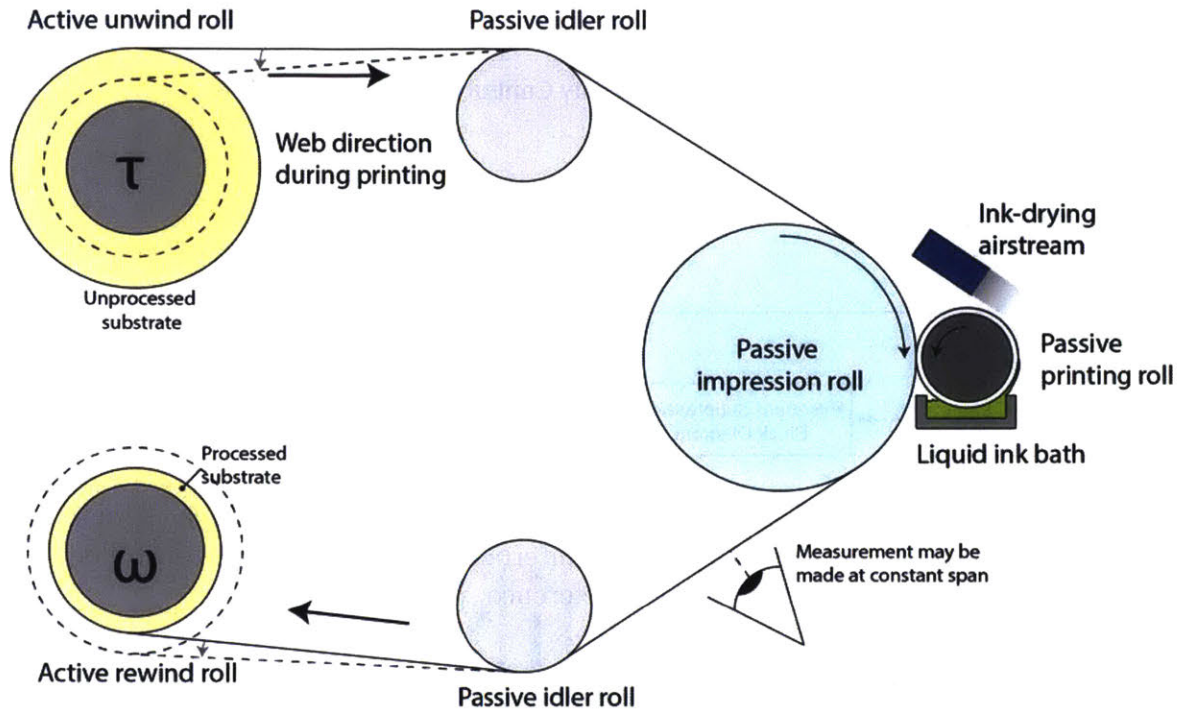 Active unwind roll
Passive idler roll
τ
Web direction
during printing
Unprocessed
substrate
Ink-drying
airstream
Passive
impression roll
Passive
printing roll
Liquid ink bath
Processed
substrate
ω
Measurement may be
made at constant span
Active rewind roll
Passive idler roll